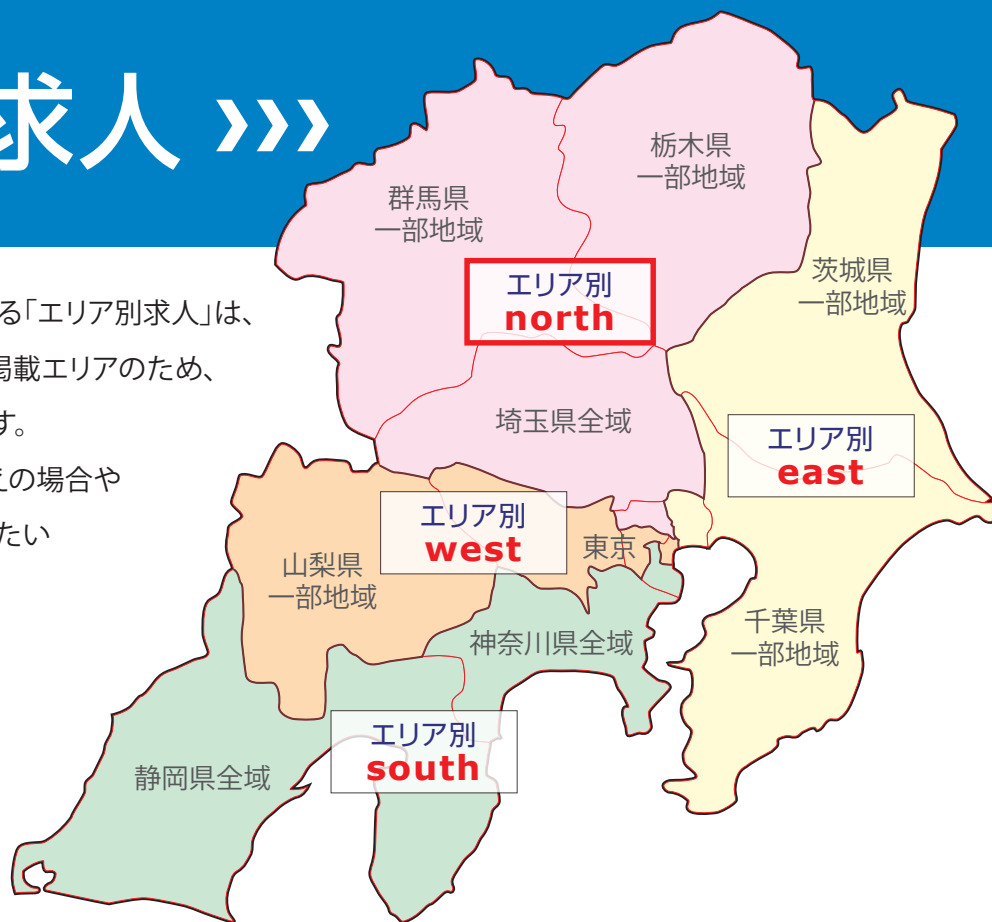 求人 »›
る「エリア別求人」は、
掲載エリアのため、
す。
えの場合や
たい
群馬県
一部地域
栃木県
一部地域
茨城県
一部地域
エリア別
north
埼玉県全域
エリア別
east
エリア別
west
東京
山梨県
一部地域
神奈川県全域
千葉県
一部地域
エリア別
south
静岡県全域